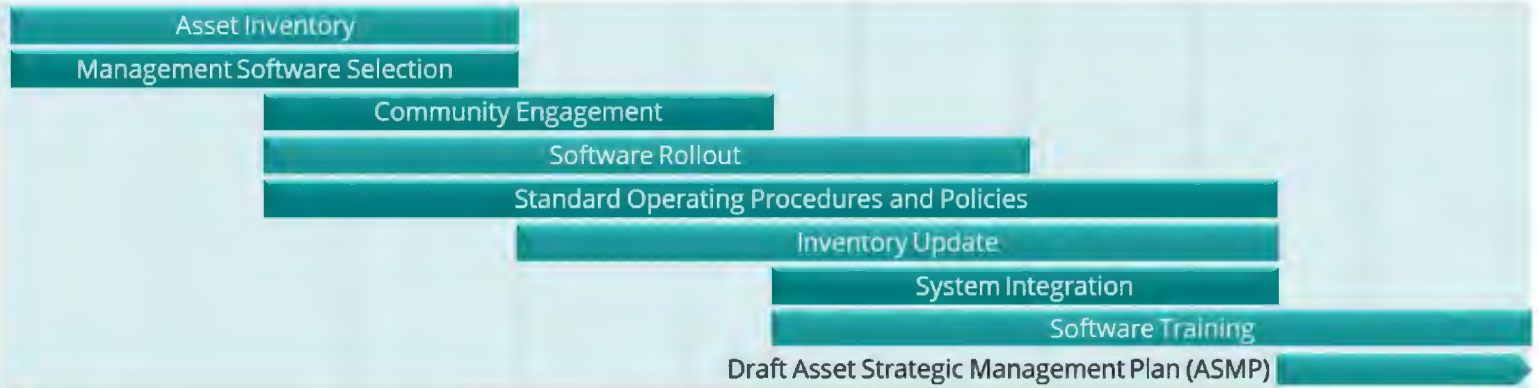 Asset Inventory
Management Software Selection
Community Engagement
Software Rollout
Standard Operating Procedures and Policies
Inventory Update
System Integration
Software Training
Draft Asset Strategic Management Plan (ASMP)